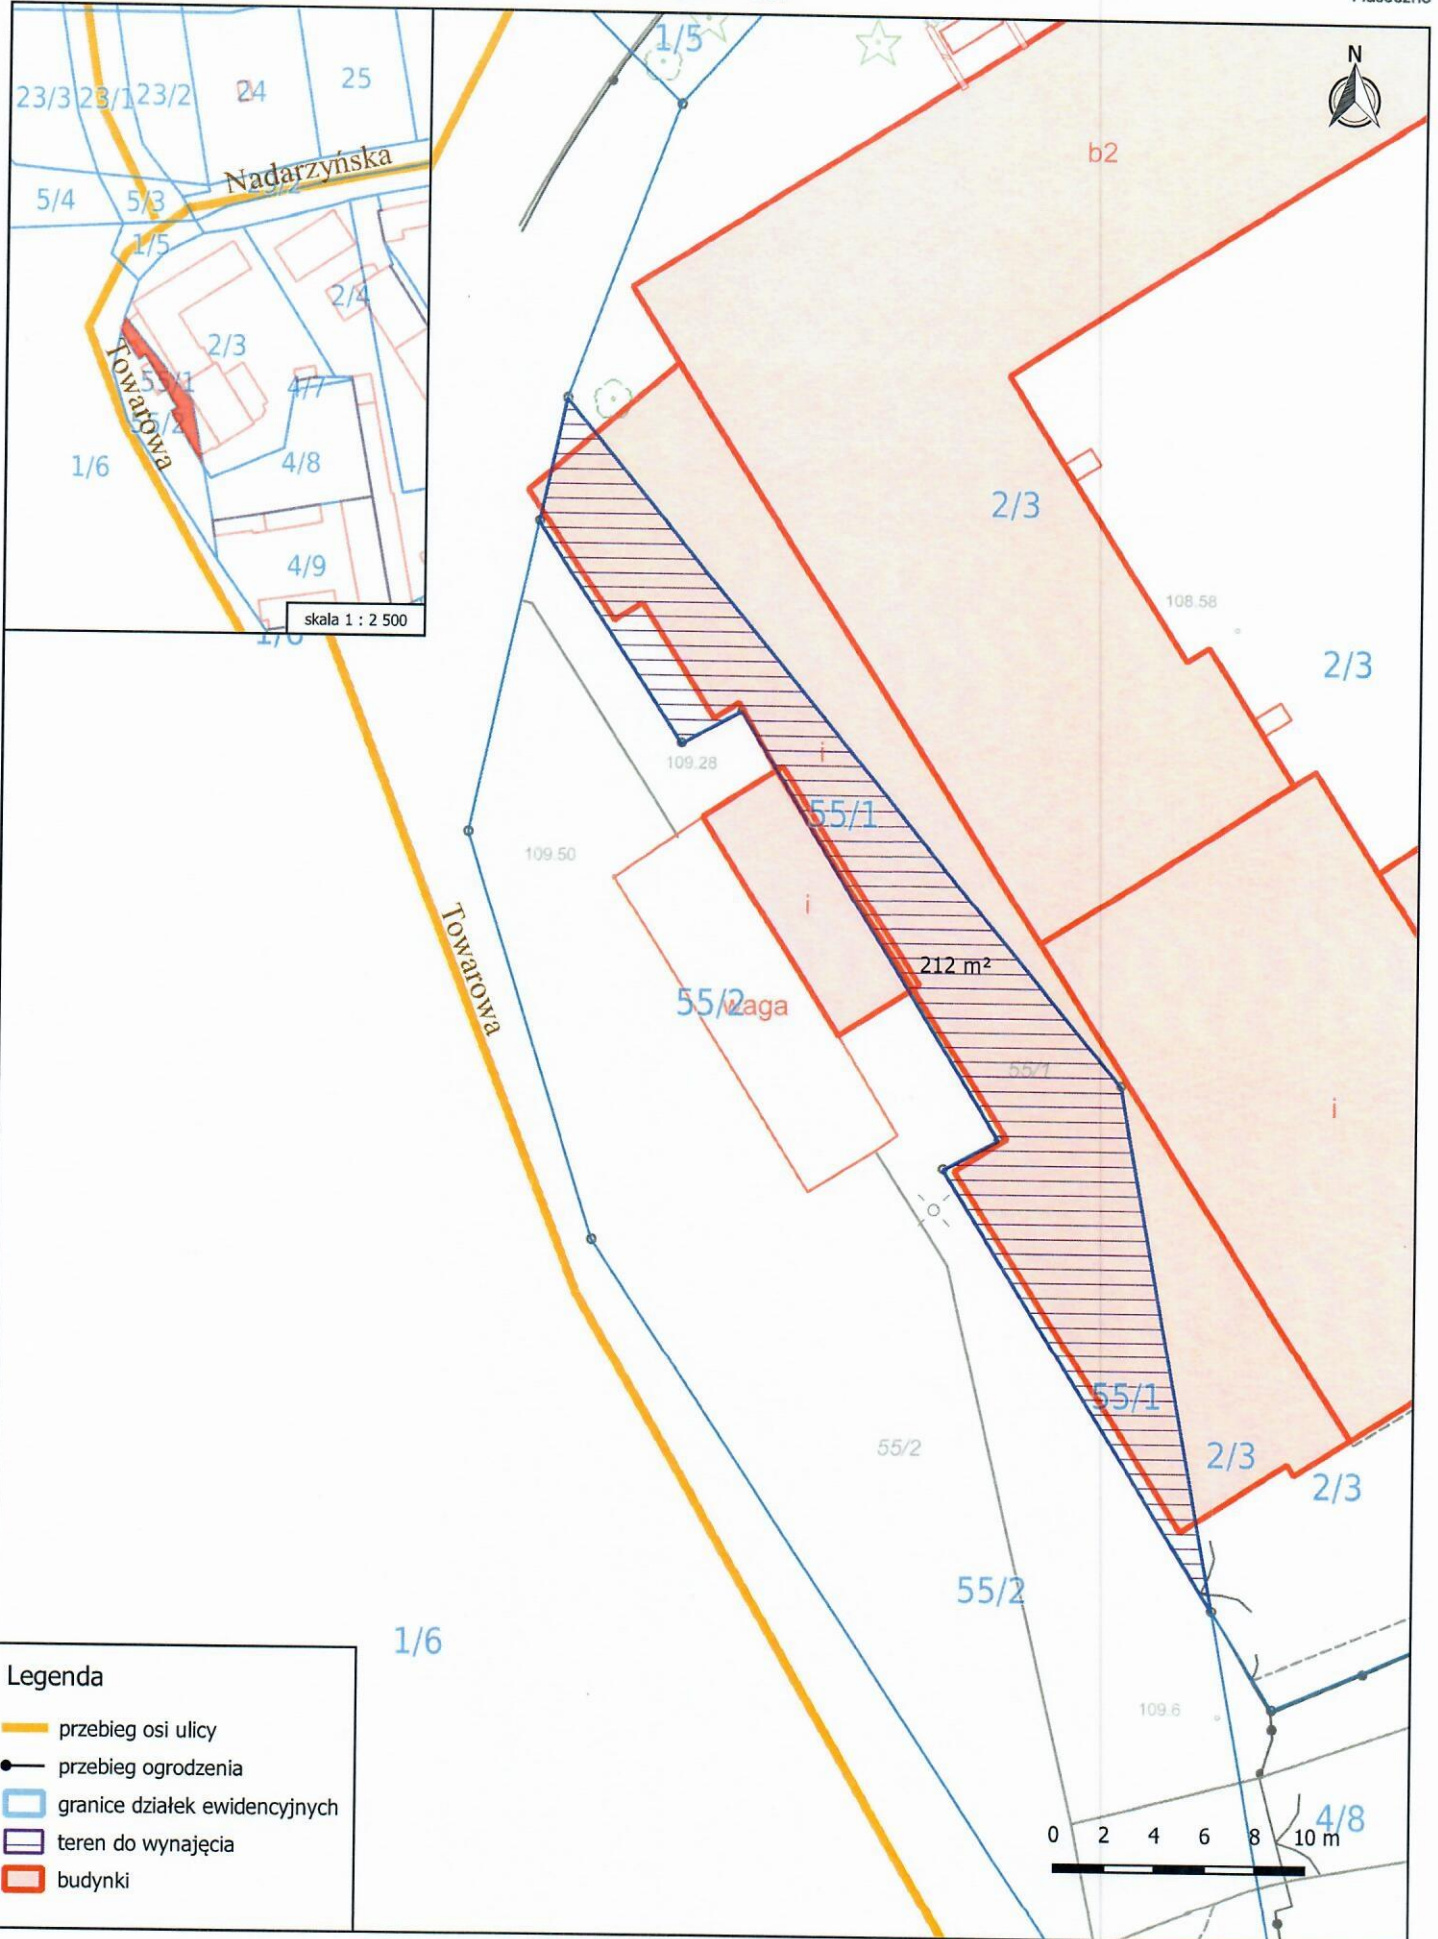 N
1/5
b2
23/3
23/1
23/2
24
25
Nadarzyńska
5/4
5/3
1/5
2/4
2/3
Towarowa
55/1
55/2
4/7
1/6
4/8
4/9
skala 1 : 2 500
1/6
2/3
108.58
2/3
109.28
i
55/1
109.50
i
Towarowa
212 m²
55/2
waga
55/1
i
55/1
55/2
2/3
2/3
55/2
1/6
109.6
4/8
0 2 4 6 8 10 m
Legenda
przebieg osi ulicy
przebieg ogrodzenia
granice działek ewidencyjnych
teren do wynajęcia
budynki